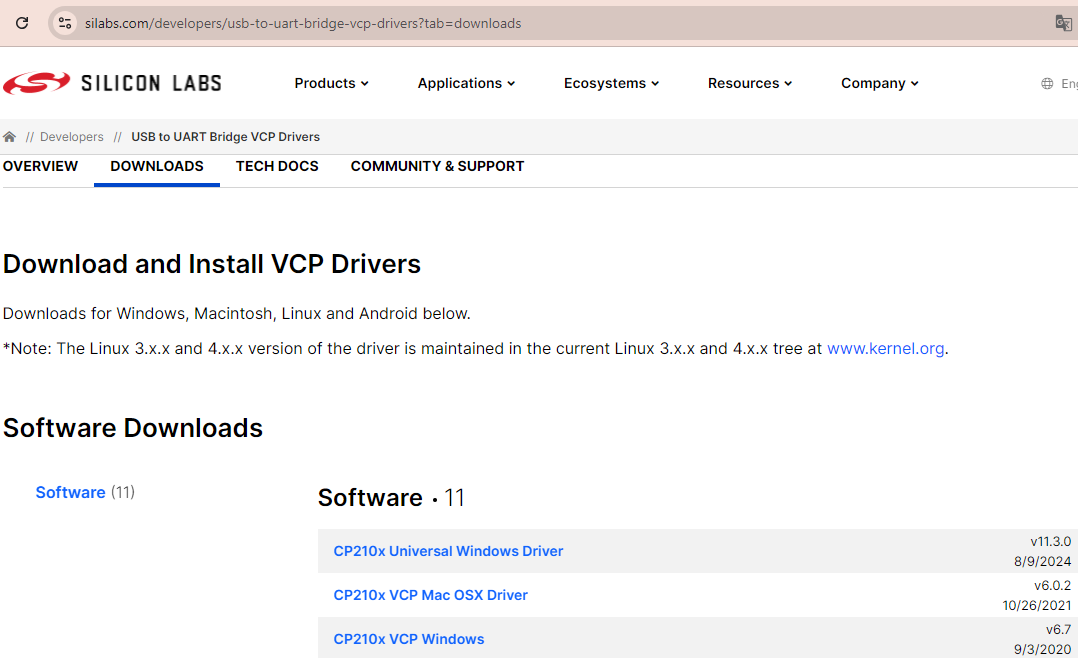 silabs.com/developers/usb-to-uart-bridge-vcp-drivers?tab=downloads
SILICON LABS
Products
Applications
Ecosystems
Resources
Company
Eng
// Developers // USB to UART Bridge VCP Drivers
OVERVIEW
DOWNLOADS
TECH DOCS
COMMUNITY & SUPPORT
Download and Install VCP Drivers
Downloads for Windows, Macintosh, Linux and Android below.
*Note: The Linux 3.x.x and 4.x.x version of the driver is maintained in the current Linux 3.x.x and 4.x.x tree at www.kernel.org.
Software Downloads
Software (11)
Software • 11
CP210x Universal Windows Driver
v11.3.0
8/9/2024
CP210x VCP Mac OSX Driver
v6.0.2
10/26/2021
CP210x VCP Windows
v6.7
9/3/2020